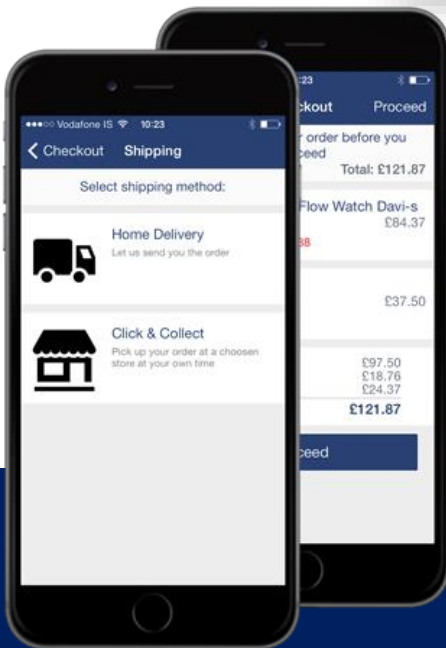 Vodafone IS 10:23
Checkout Shipping
Select shipping method:
Home Delivery
Let us send you the order
Click & Collect
Pick up your order at a choosen
store at your own time
:23
ckout Proceed
order before you
ceed
Total: £121.87
Flow Watch Davi-s
£84.37
38
£37.50
£97.50
£18.76
£24.37
£121.87
ceed